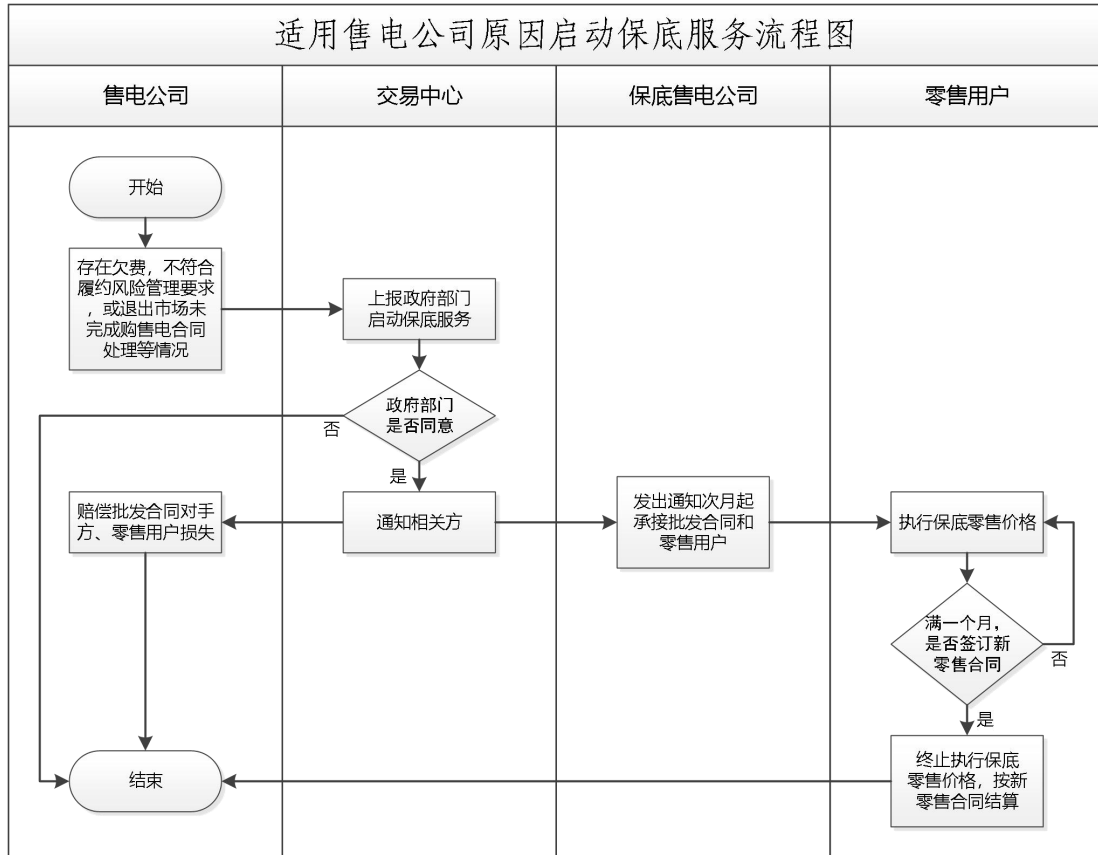 适用售电公司原因启动保底服务流程图
售电公司
交易中心
保底售电公司
零售用户
开始
存在欠费，不符合
履约风险管理要求
，或退出市场未
完成购售电合同
处理等情况
上报政府部门
启动保底服务
政府部门
是否同意
否
是
赔偿批发合同对手
方、零售用户损失
通知相关方
发出通知次月起
承接批发合同和
零售用户
执行保底零售价格
满一个月，
是否签订新
零售合同
否
是
结束
终止执行保底
零售价格，按新
零售合同结算